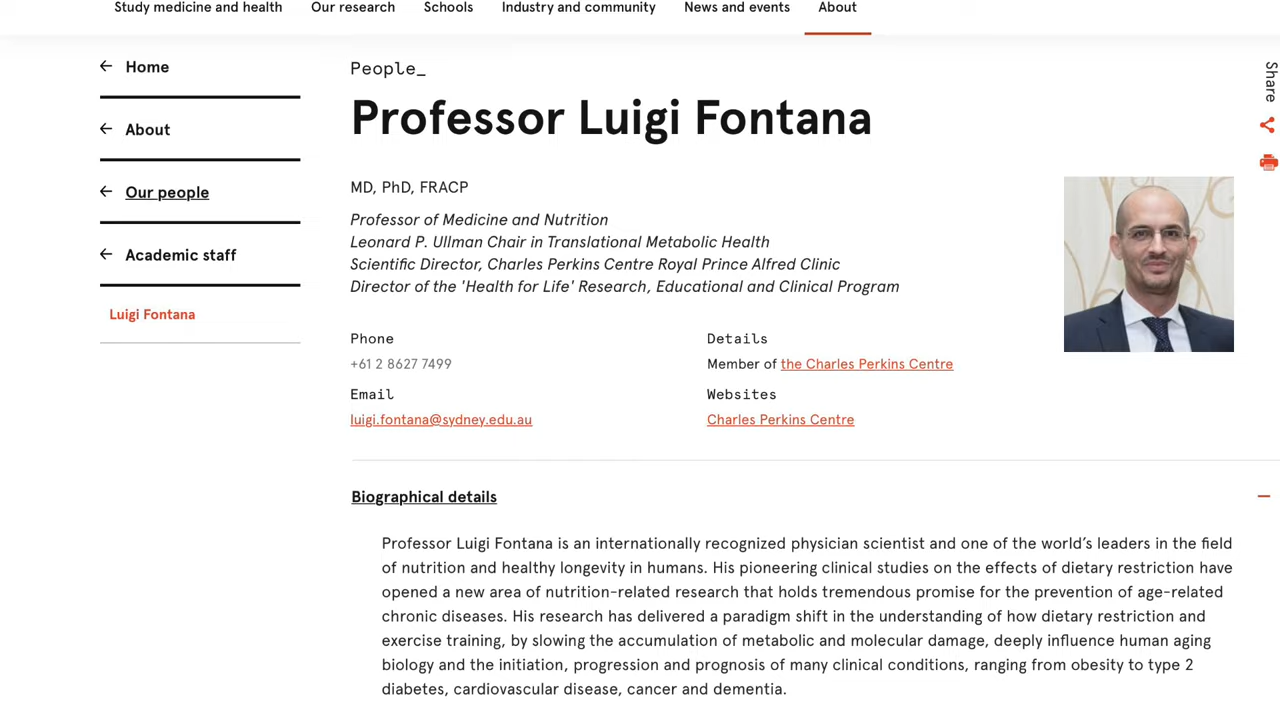 Study medicine and health Our research Schools Industry and community News and events About
Home
About
Our people
Academic staff
Luigi Fontana
People_
Professor Luigi Fontana
MD, PhD, FRACP
Professor of Medicine and Nutrition
Leonard P. Ullman Chair in Translational Metabolic Health
Scientific Director, Charles Perkins Centre Royal Prince Alfred Clinic
Director of the 'Health for Life' Research, Educational and Clinical Program
Phone
+61 2 8627 7499
Email
luigi.fontana@sydney.edu.au
Details
Member of the Charles Perkins Centre
Websites
Charles Perkins Centre
Share
Biographical details
Professor Luigi Fontana is an internationally recognized physician scientist and one of the world’s leaders in the field
of nutrition and healthy longevity in humans. His pioneering clinical studies on the effects of dietary restriction have
opened a new area of nutrition-related research that holds tremendous promise for the prevention of age-related
chronic diseases. His research has delivered a paradigm shift in the understanding of how dietary restriction and
exercise training, by slowing the accumulation of metabolic and molecular damage, deeply influence human aging
biology and the initiation, progression and prognosis of many clinical conditions, ranging from obesity to type 2
diabetes, cardiovascular disease, cancer and dementia.